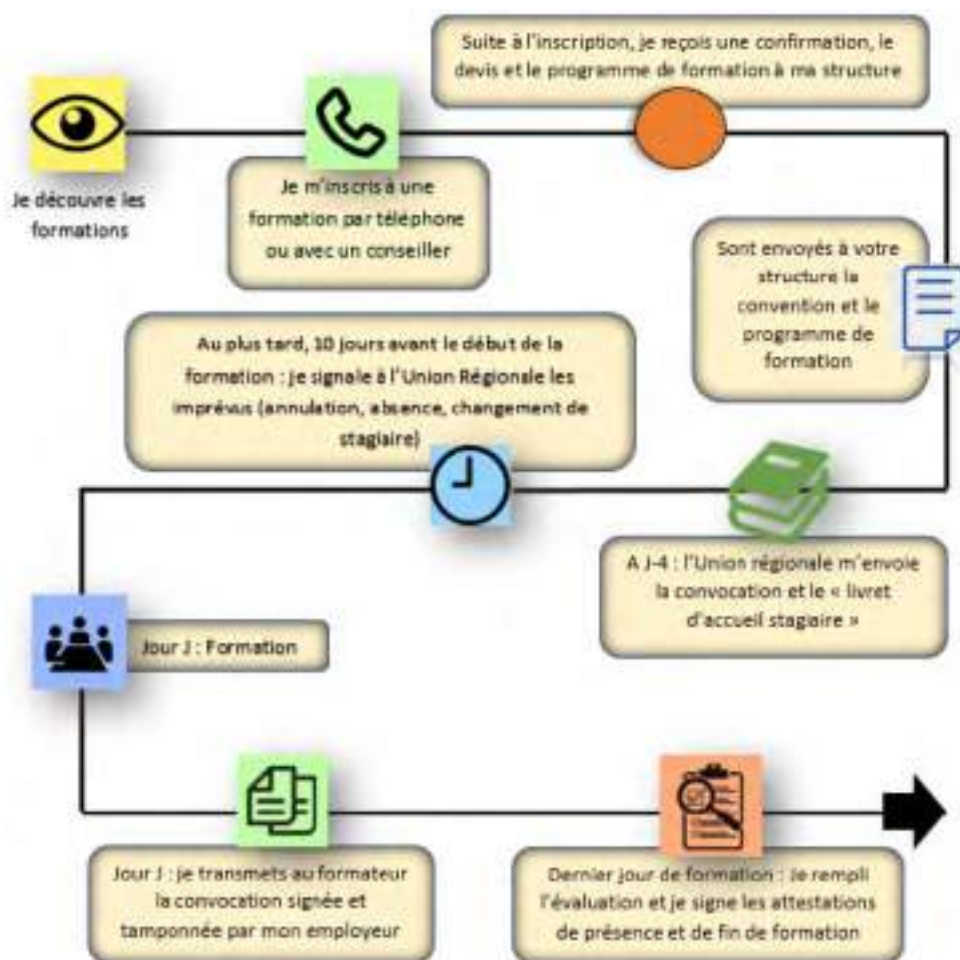 Suite à l'inscription, je reçois une confirmation, le
devis et le programme de formation à ma structure
Je découvre les
formations
Je m'inscris à une
formation par téléphone
ou avec un conseiller
Sont envoyés à votre
structure la
convention et le
programme de
formation
Au plus tard, 10 jours avant le début de la
formation : je signale à l'Union Régionale les
imprévus (annulation, absence, changement de
stagiaire)
A J-4 : l'Union régionale m'envoie
la convocation et le « livret
d'accueil stagiaire »
Jour J : Formation
Jour J : je transmets au formateur
la convocation signée et
tamponnée par mon employeur
Dernier jour de formation : Je rempli
l'évaluation et je signe les attestations
de présence et de fin de formation